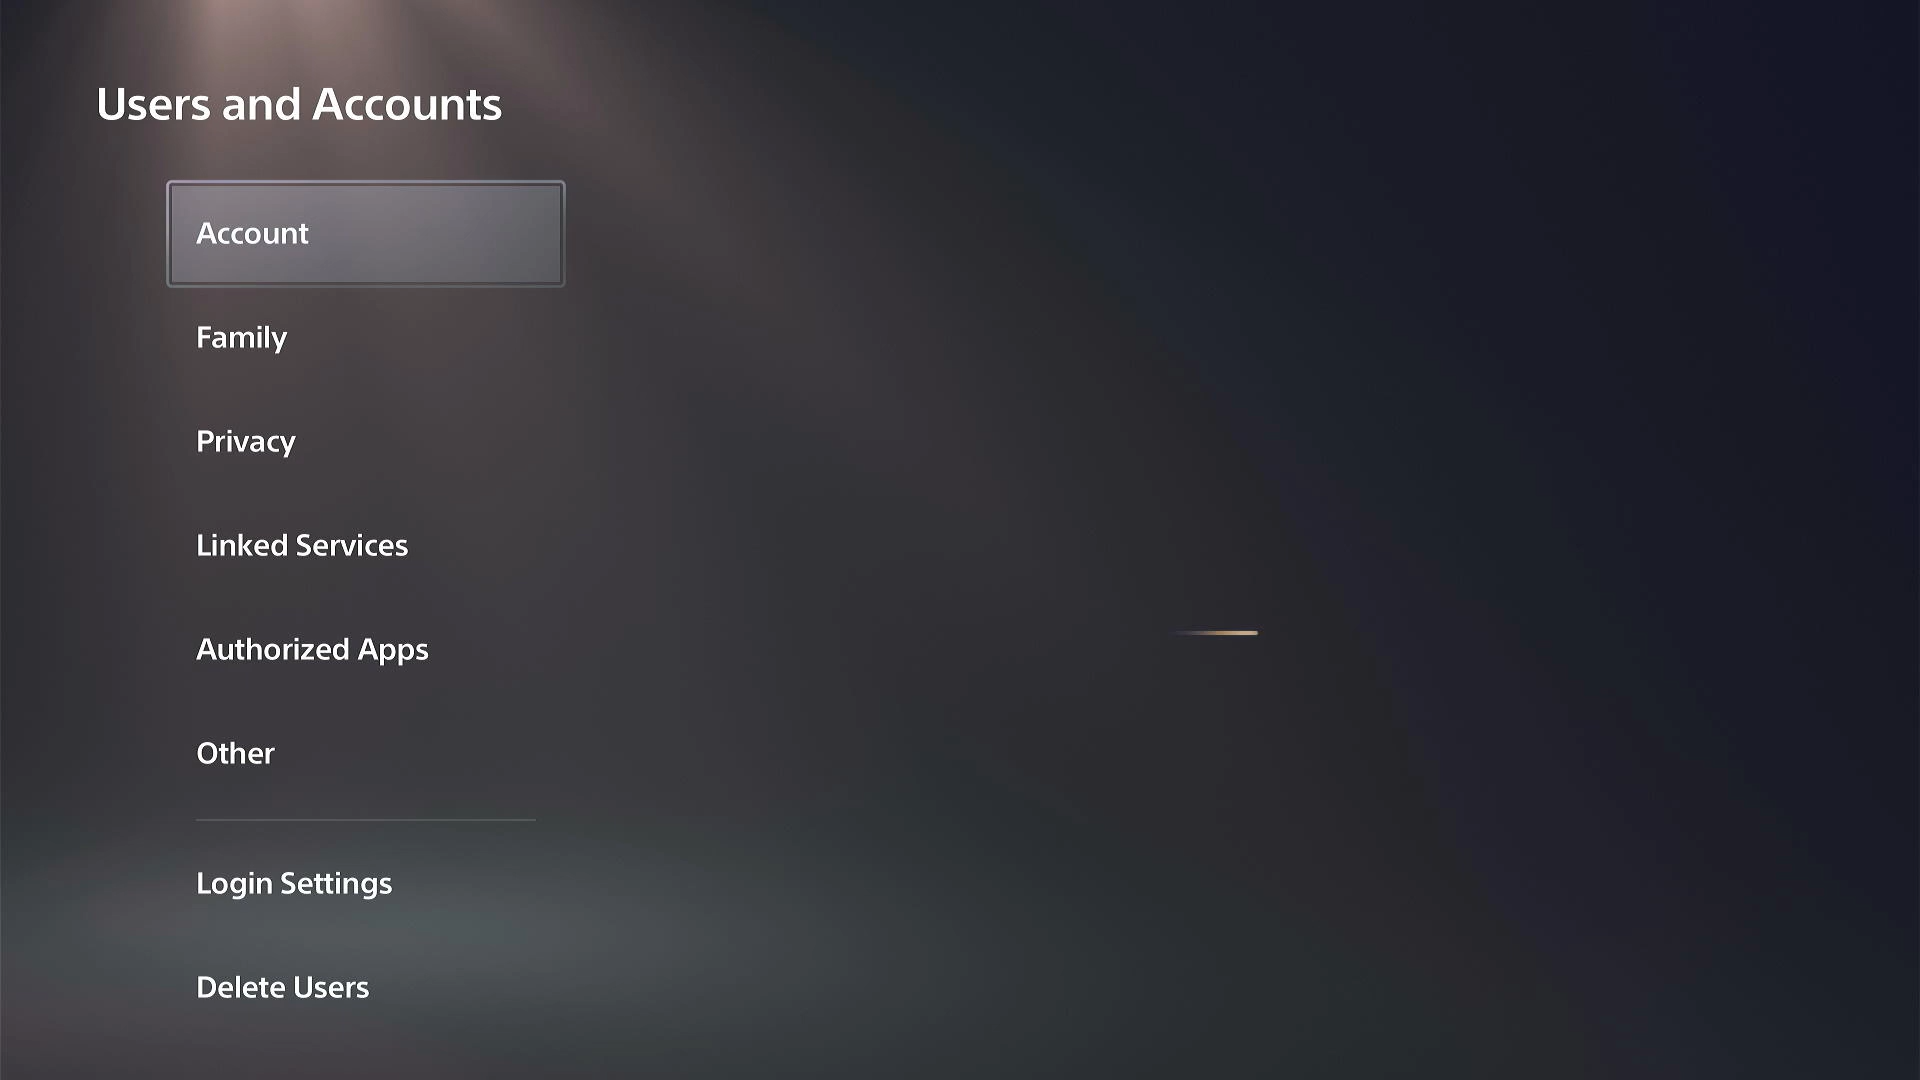 Users and Accounts
Account
Family
Privacy
Linked Services
Authorized Apps
Other
Login Settings
Delete Users